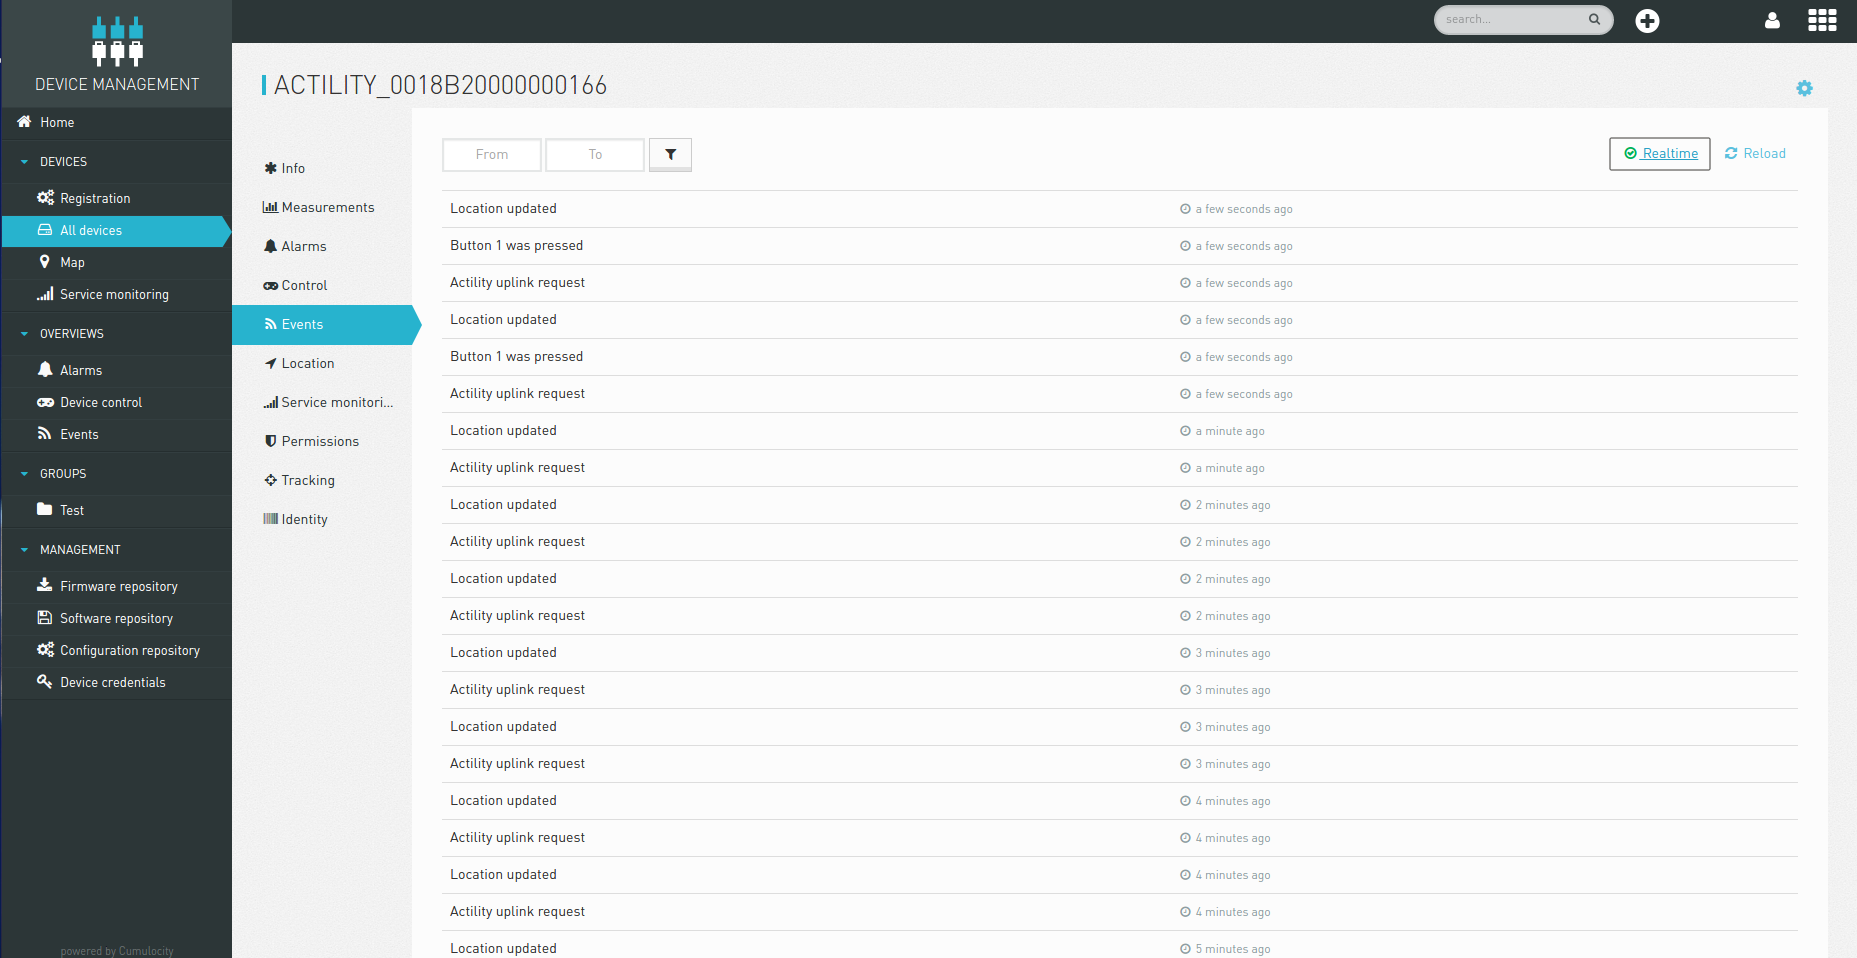 search...
DEVICE MANAGEMENT
ACTILITY_0018B20000000166
Home
DEVICES
Registration
All devices
Map
Service monitoring
OVERVIEWS
Alarms
Device control
Events
GROUPS
Test
MANAGEMENT
Firmware repository
Software repository
Configuration repository
Device credentials
powered by Cumulocity
Info
Measurements
Alarms
Control
Events
Location
Service monitori...
Permissions
Tracking
Identity
From To Realtime Reload
Location updated a few seconds ago
Button 1 was pressed a few seconds ago
Actility uplink request a few seconds ago
Location updated a few seconds ago
Button 1 was pressed a few seconds ago
Actility uplink request a few seconds ago
Location updated a minute ago
Actility uplink request a minute ago
Location updated 2 minutes ago
Actility uplink request 2 minutes ago
Location updated 2 minutes ago
Actility uplink request 2 minutes ago
Location updated 3 minutes ago
Actility uplink request 3 minutes ago
Location updated 3 minutes ago
Actility uplink request 3 minutes ago
Location updated 4 minutes ago
Actility uplink request 4 minutes ago
Location updated 4 minutes ago
Actility uplink request 4 minutes ago
Location updated 5 minutes ago